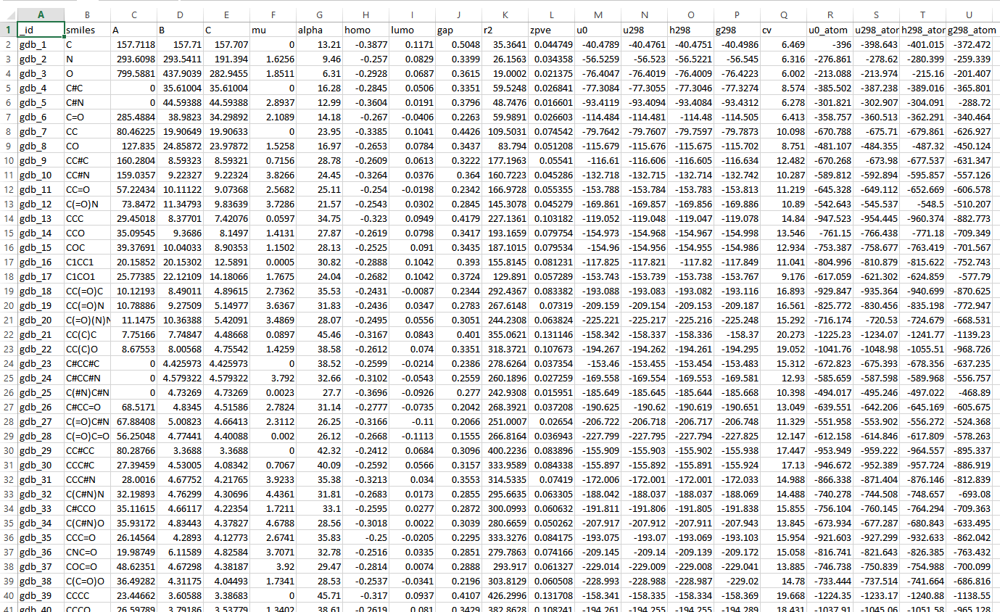 A B C D E F G H I J K L M N O P Q R S T U
1 _id smiles A B C mu alpha homo lumo gap r2 zpve u0 u298 h298 g298 cv u0_atom u298_ator h298_ator g298_atom
2 gdb_1 C 157.7118 157.71 157.707 0 13.21 -0.3877 0.1171 0.5048 35.3641 0.044749 -40.4789 -40.4761 -40.4751 -40.4986 6.469 -396 -398.643 -401.015 -372.472
3 gdb_2 N 293.6098 293.5411 191.394 1.6256 9.46 -0.257 0.0829 0.3399 26.1563 0.034358 -56.5259 -56.523 -56.5221 -56.545 6.316 -276.861 -278.62 -280.399 -259.339
4 gdb_3 O 799.5881 437.9039 282.9455 1.8511 6.31 -0.2928 0.0687 0.3615 19.0002 0.021375 -76.4047 -76.4019 -76.4009 -76.4223 6.002 -213.088 -213.974 -215.16 -201.407
5 gdb_4 C#C 0 35.61004 35.61004 0 16.28 -0.2845 0.0506 0.3351 59.5248 0.026841 -77.3084 -77.3055 -77.3046 -77.3274 8.574 -385.502 -387.238 -389.016 -365.801
6 gdb_5 C#N 0 44.59388 44.59388 2.8937 12.99 -0.3604 0.0191 0.3796 48.7476 0.016601 -93.4119 -93.4094 -93.4084 -93.4312 6.278 -301.821 -302.907 -304.091 -288.72
7 gdb_6 C=O 285.4884 38.9823 34.29892 2.1089 14.18 -0.267 -0.0406 0.2263 59.9891 0.026603 -114.484 -114.481 -114.48 -114.505 6.413 -358.757 -360.513 -362.291 -340.464
8 gdb_7 CC 80.46225 19.90649 19.90633 0 23.95 -0.3385 0.1041 0.4426 109.5031 0.074542 -79.7642 -79.7607 -79.7597 -79.7873 10.098 -670.788 -675.71 -679.861 -626.927
9 gdb_8 CO 127.835 24.85872 23.97872 1.5258 16.97 -0.2653 0.0784 0.3437 83.794 0.051208 -115.679 -115.676 -115.675 -115.702 8.751 -481.107 -484.355 -487.32 -450.124
10 gdb_9 CC#C 160.2804 8.59323 8.59321 0.7156 28.78 -0.2609 0.0613 0.3222 177.1963 0.05541 -116.61 -116.606 -116.605 -116.634 12.482 -670.268 -673.98 -677.537 -631.347
11 gdb_10 CC#N 159.0357 9.22327 9.22324 3.8266 24.45 -0.3264 0.0376 0.364 160.7223 0.045286 -132.718 -132.715 -132.714 -132.742 10.287 -589.812 -592.894 -595.857 -557.126
12 gdb_11 CC=O 57.22434 10.11122 9.07368 2.5682 25.11 -0.254 -0.0198 0.2342 166.9728 0.055355 -153.788 -153.784 -153.783 -153.813 11.219 -645.328 -649.112 -652.669 -606.578
13 gdb_12 C(=O)N 73.8472 11.34793 9.83639 3.7286 21.57 -0.2543 0.0302 0.2845 145.3078 0.045279 -169.861 -169.857 -169.856 -169.886 10.89 -542.643 -545.537 -548.5 -510.207
14 gdb_13 CCC 29.45018 8.37701 7.42076 0.0597 34.75 -0.323 0.0949 0.4179 227.1361 0.103182 -119.052 -119.048 -119.047 -119.078 14.84 -947.523 -954.445 -960.374 -882.773
15 gdb_14 CCO 35.09545 9.3686 8.1497 1.4131 27.87 -0.2619 0.0798 0.3417 193.1659 0.079754 -154.973 -154.968 -154.967 -154.998 13.546 -761.15 -766.438 -771.18 -709.349
16 gdb_15 COC 39.37691 10.04033 8.90353 1.1502 28.13 -0.2525 0.091 0.3435 187.1015 0.079534 -154.96 -154.956 -154.955 -154.986 12.934 -753.387 -758.677 -763.419 -701.567
17 gdb_16 C1CC1 20.15852 20.15302 12.5891 0.0005 30.82 -0.2888 0.1042 0.393 155.8145 0.081231 -117.825 -117.821 -117.82 -117.849 11.041 -804.996 -810.879 -815.622 -752.743
18 gdb_17 C1CO1 25.77385 22.12109 14.18066 1.7675 24.04 -0.2682 0.1042 0.3724 129.891 0.057289 -153.743 -153.739 -153.738 -153.767 9.176 -617.059 -621.302 -624.859 -577.79
19 gdb_18 CC(=O)C 10.12193 8.49011 4.89615 2.7362 35.53 -0.2431 -0.0087 0.2344 292.4367 0.083382 -193.088 -193.083 -193.082 -193.116 16.893 -929.847 -935.364 -940.699 -870.625
20 gdb_19 CC(=O)N 10.78886 9.27509 5.14977 3.6367 31.83 -0.2436 0.0347 0.2783 267.6148 0.07319 -209.159 -209.154 -209.153 -209.187 16.561 -825.772 -830.456 -835.198 -772.947
21 gdb_20 C(=O)(N)N 11.1475 10.36388 5.42091 3.4869 28.07 -0.2495 0.0556 0.3051 244.2308 0.063824 -225.221 -225.217 -225.216 -225.248 15.292 -716.174 -720.53 -724.679 -668.531
22 gdb_21 CC(C)C 7.75166 7.74847 4.48668 0.0897 45.46 -0.3167 0.0843 0.401 355.0621 0.131146 -158.342 -158.337 -158.336 -158.37 20.273 -1225.23 -1234.07 -1241.77 -1139.23
23 gdb_22 CC(C)O 8.67553 8.00568 4.75542 1.4259 38.58 -0.2612 0.074 0.3351 318.3721 0.107673 -194.267 -194.262 -194.261 -194.295 19.052 -1041.76 -1048.98 -1055.51 -968.726
24 gdb_23 C#CC#C 0 4.425973 4.425973 0 38.52 -0.2599 -0.0214 0.2386 278.6264 0.037354 -153.46 -153.455 -153.454 -153.483 15.312 -672.823 -675.393 -678.356 -637.235
25 gdb_24 C#CC#N 0 4.579322 4.579322 3.792 32.66 -0.3102 -0.0543 0.2559 260.1896 0.027259 -169.558 -169.554 -169.553 -169.581 12.93 -585.659 -587.598 -589.968 -556.757
26 gdb_25 C(#N)C#N 0 4.73269 4.73269 0.0023 27.7 -0.3696 -0.0926 0.277 242.9308 0.015951 -185.649 -185.645 -185.644 -185.668 10.398 -494.017 -495.246 -497.022 -468.89
27 gdb_26 C#CC=O 68.5171 4.8345 4.51586 2.7824 31.14 -0.2777 -0.0735 0.2042 268.3921 0.037208 -190.625 -190.62 -190.619 -190.651 13.049 -639.551 -642.206 -645.169 -605.675
28 gdb_27 C(=O)C#N 67.88408 5.00823 4.66413 2.3112 26.25 -0.3166 -0.11 0.2066 251.0007 0.02654 -206.722 -206.718 -206.717 -206.748 11.329 -551.958 -553.902 -556.272 -524.368
29 gdb_28 C(=O)C=O 56.25048 4.77441 4.40088 0.002 26.12 -0.2668 -0.1113 0.1555 266.8164 0.036943 -227.799 -227.795 -227.794 -227.825 12.147 -612.158 -614.846 -617.809 -578.263
30 gdb_29 CC#CC 80.28766 3.3688 3.3688 0 42.32 -0.2412 0.0684 0.3096 400.2236 0.083896 -155.909 -155.903 -155.902 -155.938 17.447 -953.949 -959.222 -964.557 -895.337
31 gdb_30 CCC#C 27.39459 4.53005 4.08342 0.7067 40.09 -0.2592 0.0566 0.3157 333.9589 0.084338 -155.897 -155.892 -155.891 -155.924 17.13 -946.672 -952.389 -957.724 -886.919
32 gdb_31 CCC#N 28.0016 4.67752 4.21765 3.9233 35.38 -0.3213 0.034 0.3553 314.5335 0.07419 -172.006 -172.001 -172.001 -172.033 14.988 -866.338 -871.404 -876.146 -812.839
33 gdb_32 C(C#N)N 32.19893 4.76299 4.30696 4.4361 31.81 -0.2683 0.0173 0.2855 295.6635 0.063305 -188.042 -188.037 -188.037 -188.069 14.488 -740.278 -744.508 -748.657 -693.08
34 gdb_33 C#CCO 35.11615 4.66117 4.22354 1.7211 33.1 -0.2595 0.0277 0.2872 300.0993 0.060632 -191.811 -191.806 -191.805 -191.838 15.855 -756.104 -760.145 -764.294 -709.363
35 gdb_34 C(C#N)O 35.93172 4.83443 4.37827 4.6788 28.56 -0.3018 0.0022 0.3039 280.6659 0.050262 -207.917 -207.912 -207.911 -207.943 13.845 -673.934 -677.287 -680.843 -633.495
36 gdb_35 CCC=O 26.14564 4.2893 4.12773 2.6741 35.83 -0.25 -0.0205 0.2295 333.3276 0.084175 -193.075 -193.07 -193.069 -193.103 15.954 -921.603 -927.299 -932.633 -862.042
37 gdb_36 CNC=O 19.98749 6.11589 4.82584 3.7071 32.78 -0.2516 0.0335 0.2851 279.7863 0.074166 -209.145 -209.14 -209.139 -209.172 15.058 -816.741 -821.643 -826.385 -763.432
38 gdb_37 COC=O 48.62351 4.67298 4.38187 3.92 29.47 -0.2814 0.0074 0.2888 293.917 0.061327 -229.014 -229.009 -229.008 -229.041 13.885 -746.738 -750.839 -754.988 -700.099
39 gdb_38 C(C=O)O 36.49282 4.31175 4.04493 1.7341 28.53 -0.2537 -0.0341 0.2196 303.8129 0.060508 -228.993 -228.988 -228.987 -229.02 14.78 -733.444 -737.514 -741.664 -686.816
40 gdb_39 CCCC 23.44662 3.60588 3.38683 0 45.71 -0.317 0.0937 0.4107 426.2996 0.131708 -158.341 -158.335 -158.334 -158.369 19.668 -1224.35 -1233.17 -1240.88 -1138.55
41 gdb_40 CCCO 26.59789 3.79186 3.53779 1.3402 38.61 -0.2619 0.081 0.3429 382.8628 0.108241 -194.261 -194.255 -194.255 -194.289 18.431 -1037.91 -1045.06 -1051.58 -965.128